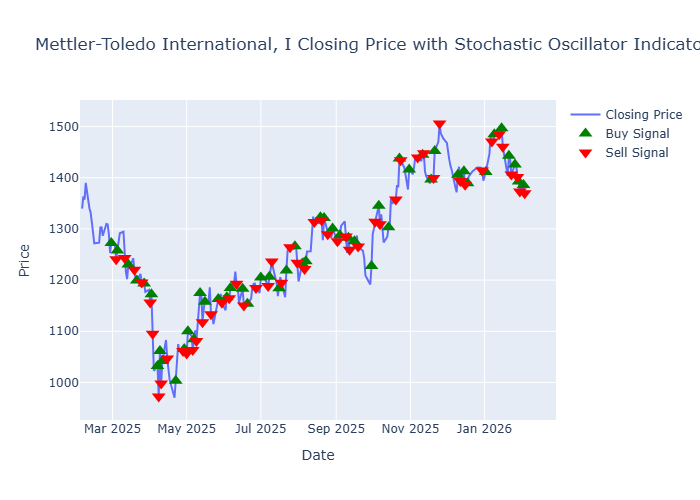 Mettler-Toledo International, I Closing Price with Stochastic Oscillator Indicato
Closing Price
Buy Signal
Sell Signal
Price
1500
1400
1300
1200
1100
1000
Mar 2025 May 2025 Jul 2025 Sep 2025 Nov 2025 Jan 2026
Date